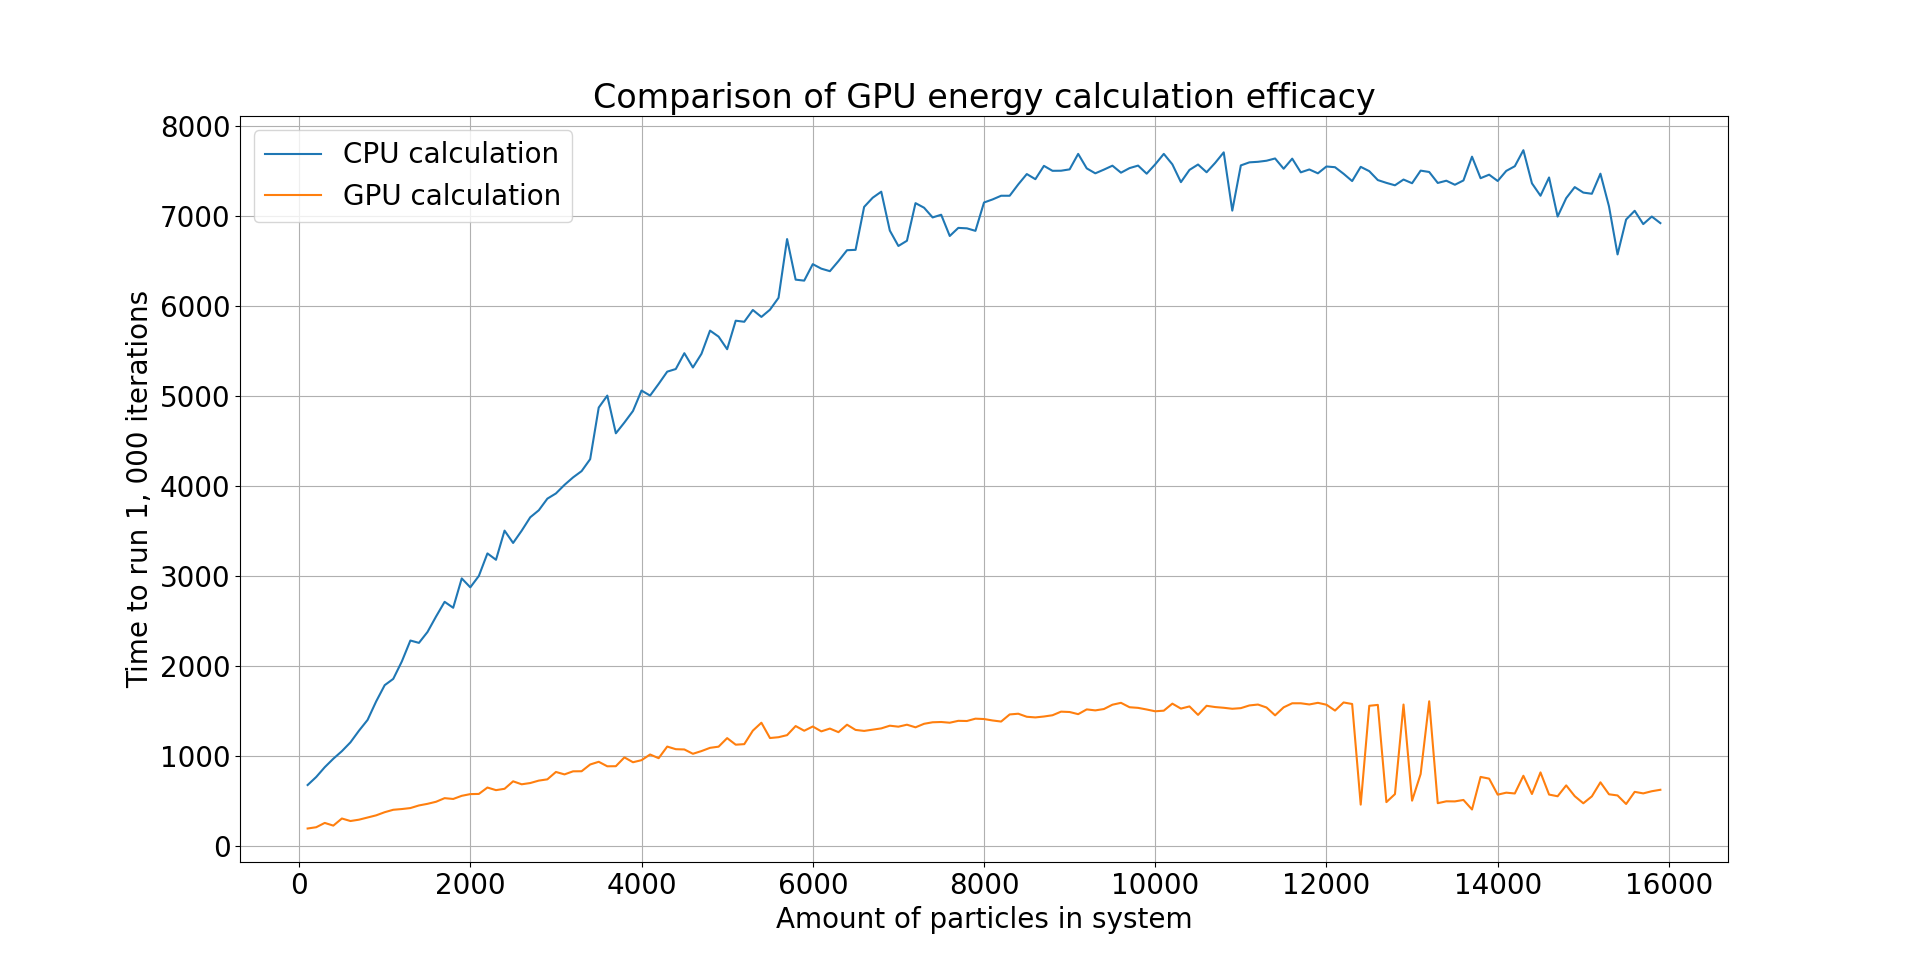 Comparison of GPU energy calculation efficacy
CPU calculation
GPU calculation
8000
7000
6000
5000
4000
3000
2000
1000
0
Time to run 1, 000 iterations
0 2000 4000 6000 8000 10000 12000 14000 16000
Amount of particles in system